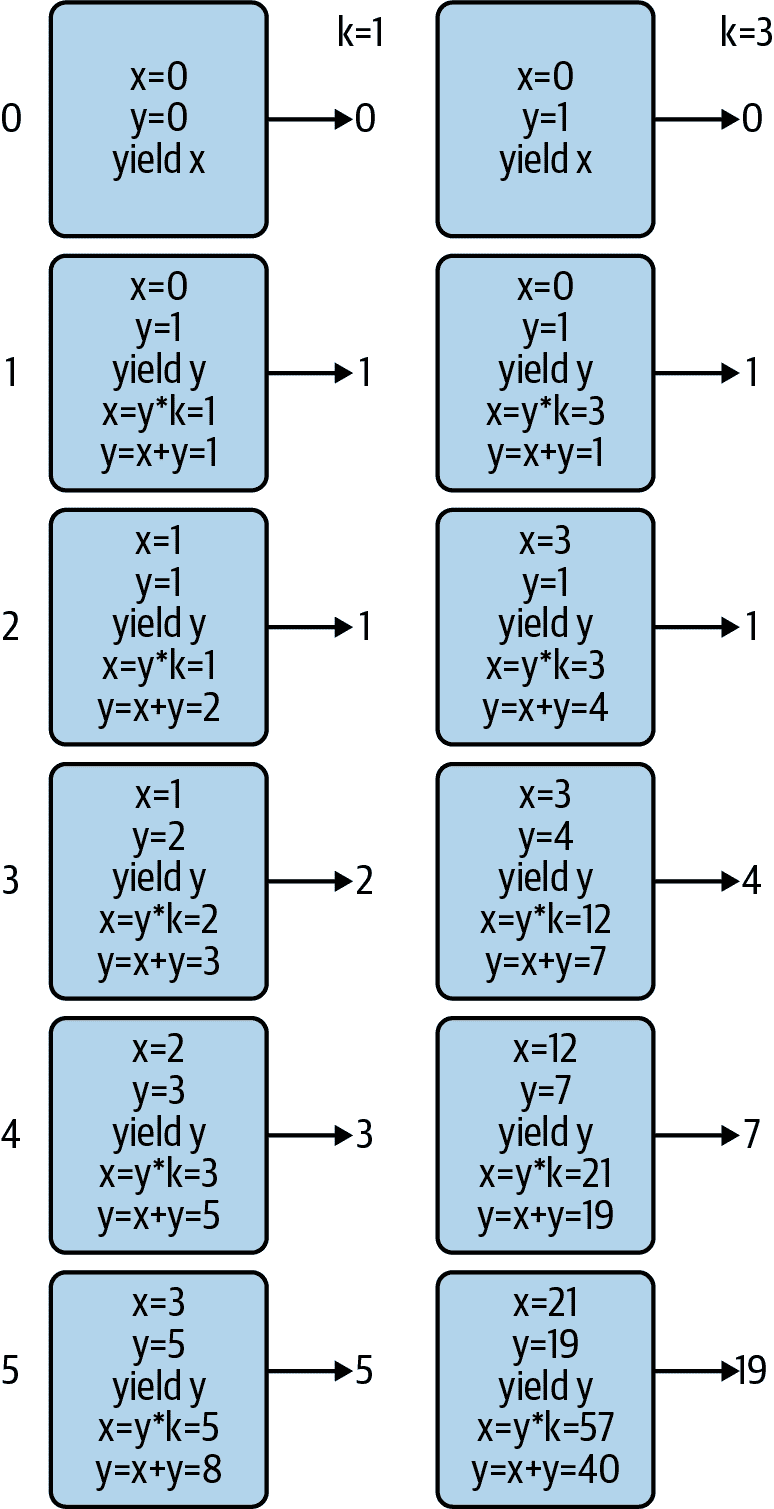 k=1
k=3
0
x=0
y=0
yield x
0
x=0
y=1
yield x
0
1
x=0
y=1
yield y
x=y*k=1
y=x+y=1
1
x=0
y=1
yield y
x=y*k=3
y=x+y=1
1
2
x=1
y=1
yield y
x=y*k=1
y=x+y=2
1
x=3
y=1
yield y
x=y*k=3
y=x+y=4
1
3
x=1
y=2
yield y
x=y*k=2
y=x+y=3
2
x=3
y=4
yield y
x=y*k=12
y=x+y=7
4
4
x=2
y=3
yield y
x=y*k=3
y=x+y=5
3
x=12
y=7
yield y
x=y*k=21
y=x+y=19
7
5
x=3
y=5
yield y
x=y*k=5
y=x+y=8
5
x=21
y=19
yield y
x=y*k=57
y=x+y=40
19